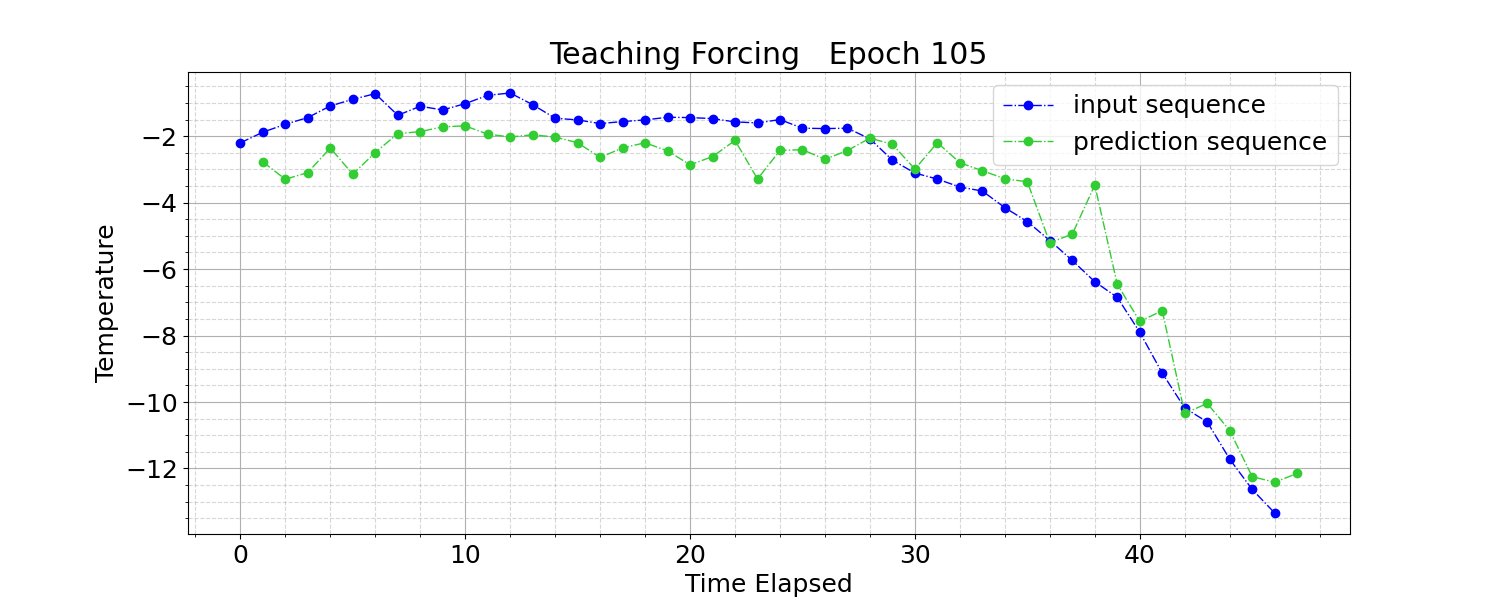 Teaching Forcing   Epoch 105
input sequence
prediction sequence
Temperature
−2
−4
−6
−8
−10
−12
0 10 20 30 40
Time Elapsed